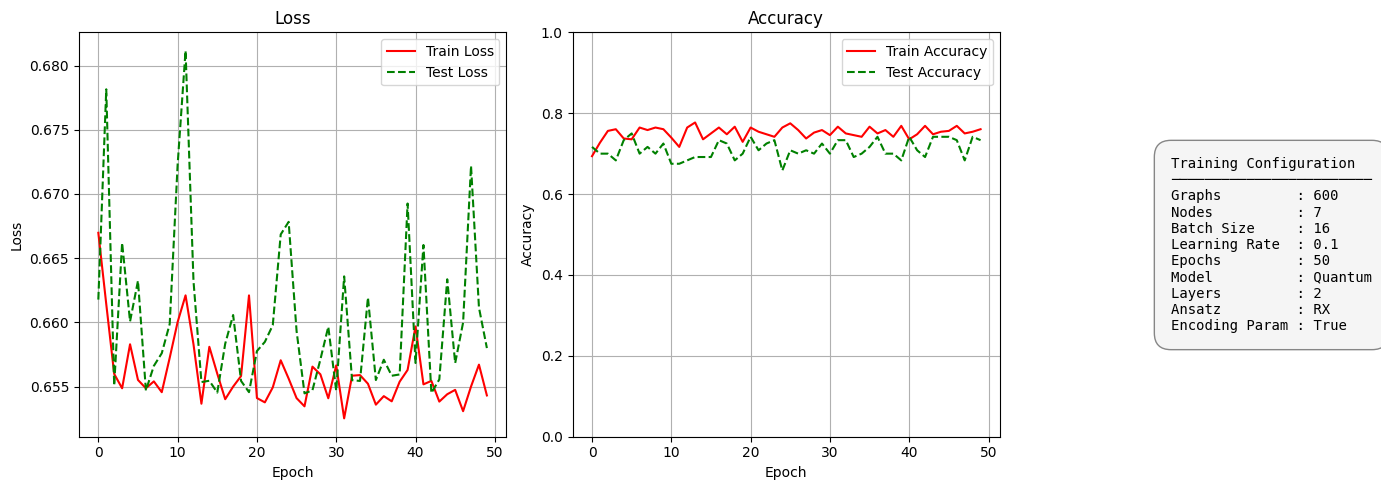 Loss
Train Loss
Test Loss
0.680
0.675
0.670
0.665
0.660
0.655
Loss
0
10
20
30
40
50
Epoch
Accuracy
Train Accuracy
Test Accuracy
1.0
0.8
0.6
0.4
0.2
0.0
Accuracy
0
10
20
30
40
50
Epoch
Training Configuration
Graphs : 600
Nodes : 7
Batch Size : 16
Learning Rate : 0.1
Epochs : 50
Model : Quantum
Layers : 2
Ansatz : RX
Encoding Param : True